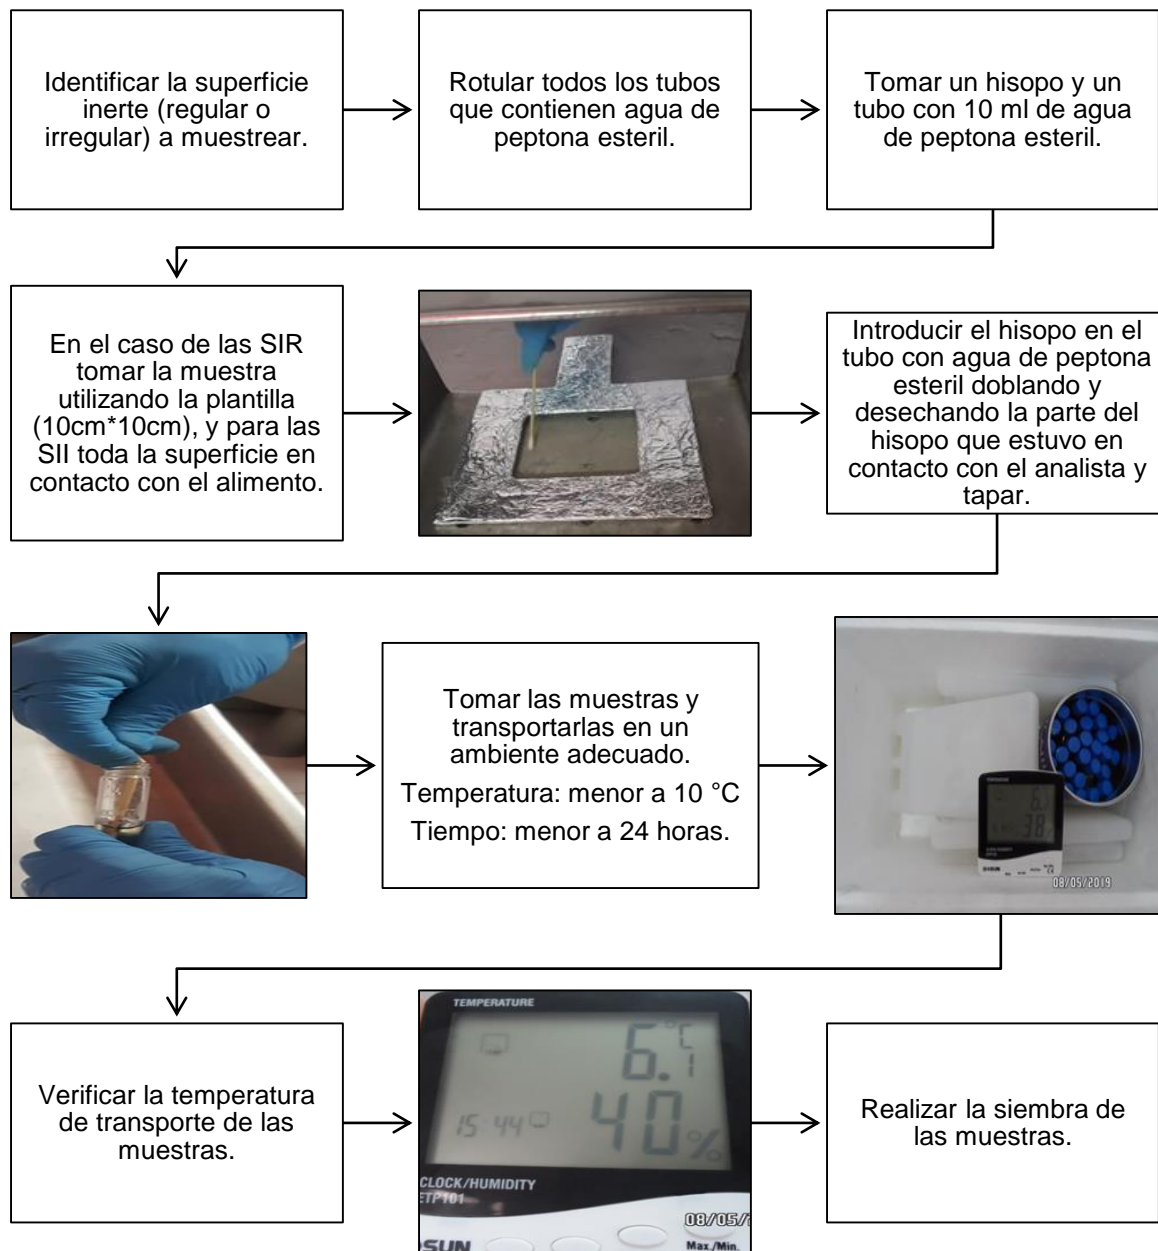 Identificar la superficie
inerte (regular o
irregular) a muestrear.
Rotular todos los tubos
que contienen agua de
peptona esteril.
Tomar un hisopo y un
tubo con 10 ml de agua
de peptona esteril.
En el caso de las SIR
tomar la muestra
utilizando la plantilla
(10cm*10cm), y para las
SII toda la superficie en
contacto con el alimento.
Introducir el hisopo en el
tubo con agua de peptona
esteril doblando y
desechando la parte del
hisopo que estuvo en
contacto con el analista y
tapar.
Tomar las muestras y
transportarlas en un
ambiente adecuado.
Temperatura: menor a 10 °C
Tiempo: menor a 24 horas.
38
08/05/2019
Verificar la temperatura
de transporte de las
muestras.
TEMPERATURE
6.1 °C
15 44
40%
CLOCK/HUMIDITY
ETP101
08/05/
OSUN
Max./Min.
Realizar la siembra de
las muestras.